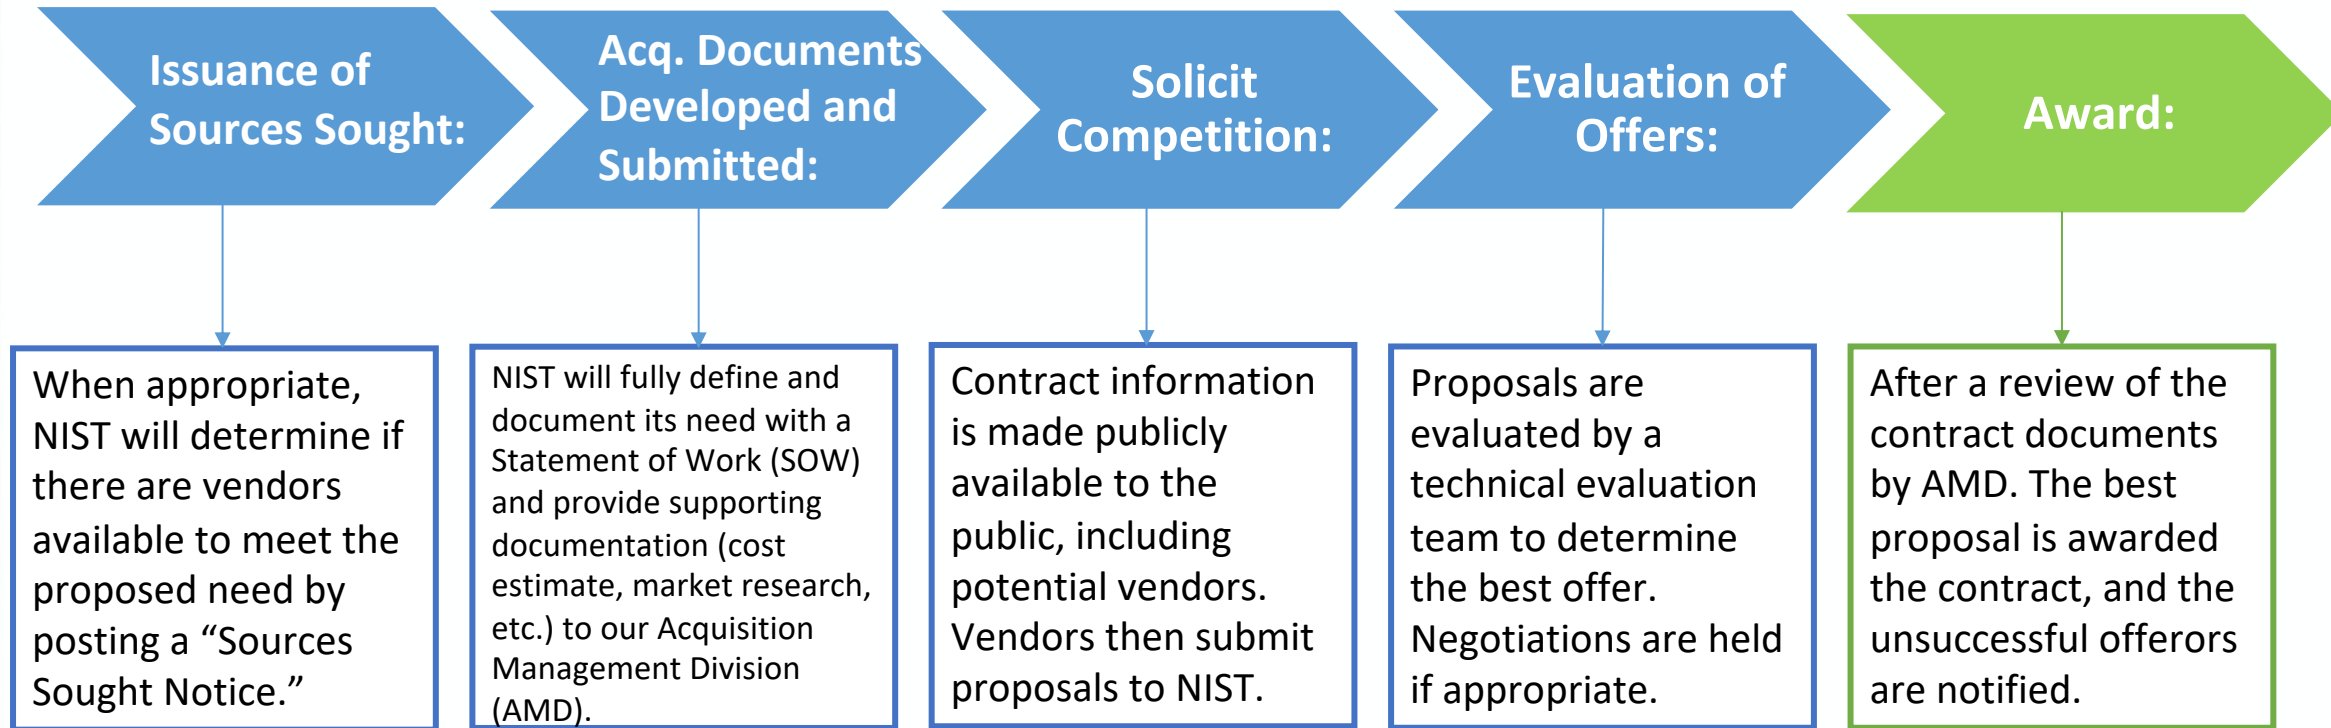 Issuance of
Sources Sought:
Acq. Documents
Developed and
Submitted:
Solicit
Competition:
Evaluation of
Offers:
Award:
When appropriate,
NIST will determine if
there are vendors
available to meet the
proposed need by
posting a “Sources
Sought Notice.”
NIST will fully define and
document its need with a
Statement of Work (SOW)
and provide supporting
documentation (cost
estimate, market research,
etc.) to our Acquisition
Management Division
(AMD).
Contract information
is made publicly
available to the
public, including
potential vendors.
Vendors then submit
proposals to NIST.
Proposals are
evaluated by a
technical evaluation
team to determine
the best offer.
Negotiations are held
if appropriate.
After a review of the
contract documents
by AMD. The best
proposal is awarded
the contract, and the
unsuccessful offerors
are notified.